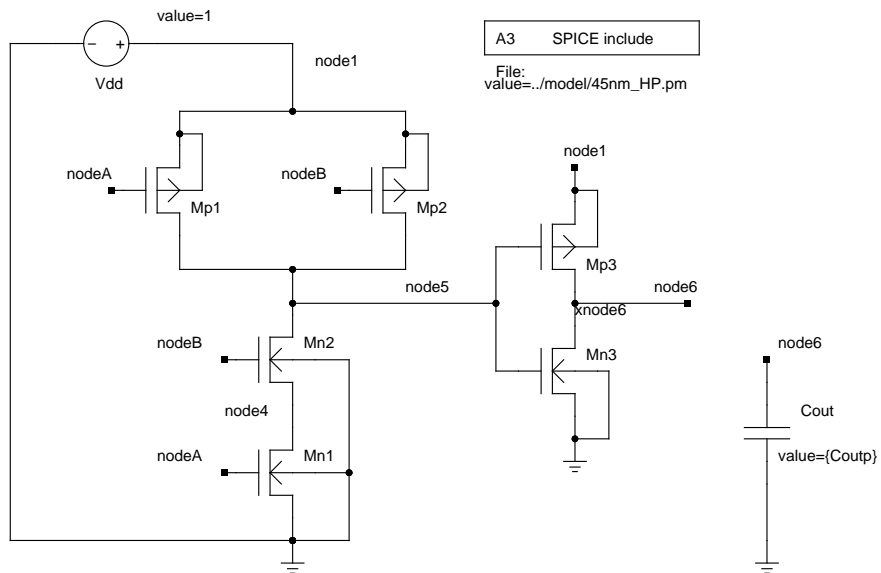 value=1
− +
Vdd
node1
A3 SPICE include
File:
value=../model/45nm_HP.pm
nodeA
Mp1
nodeB
Mp2
node1
Mp3
node5
node6
xnode6
nodeB
Mn2
Mn3
node6
node4
Cout
nodeA
Mn1
value={Coutp}